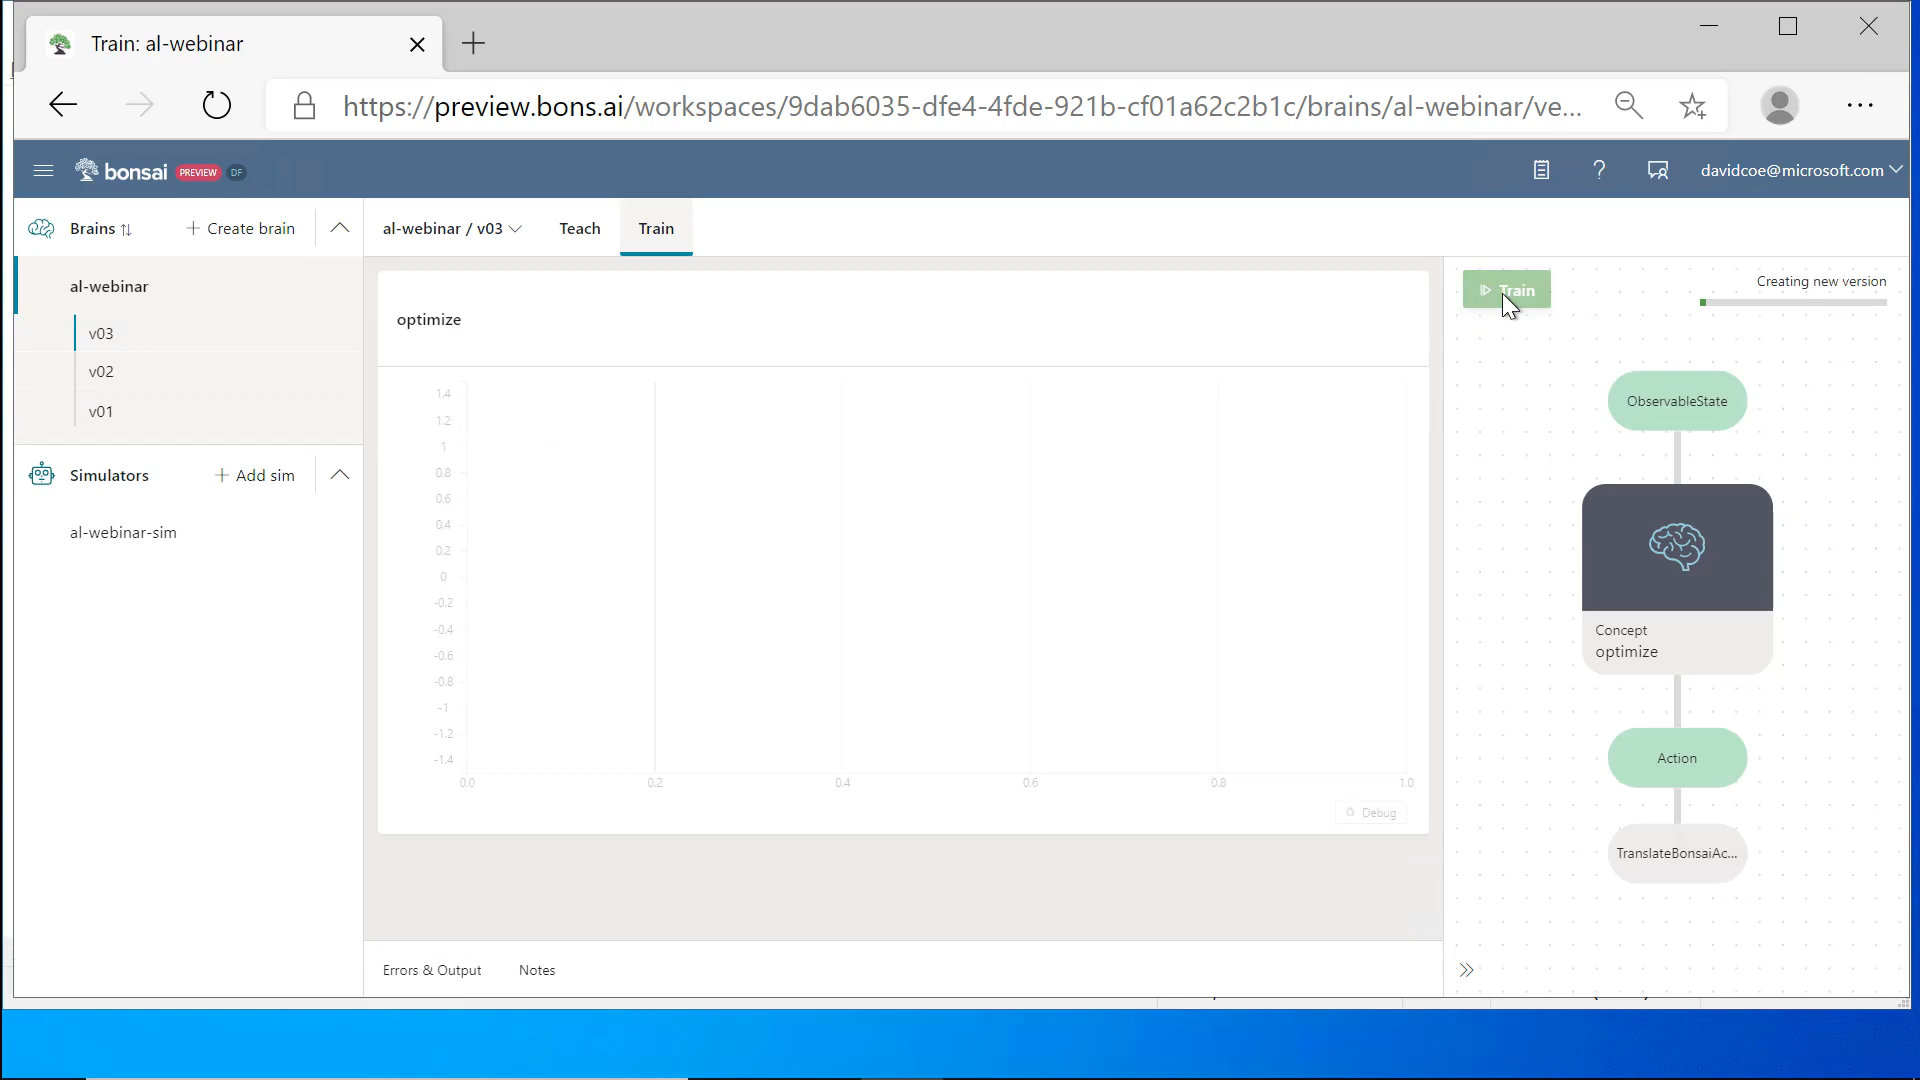 Train: al-webinar
https://preview.bons.ai/workspaces/9dab6035-dfe4-4fde-921b-cf01a62c2b1c/brains/al-webinar/ve...
bonsai PREVIEW DF
? davidcoe@microsoft.com
Brains
+ Create brain
al-webinar / v03
Teach
Train
al-webinar
v03
v02
v01
Simulators
+ Add sim
al-webinar-sim
optimize
1.4
1.2
1
0.8
0.6
0.4
0.2
0
-0.2
-0.4
-0.6
-0.8
-1
-1.2
-1.4
0.0 0.2 0.4 0.6 0.8 1.0
Debug
Errors & Output
Notes
Train
Creating new version
ObservableState
Concept
optimize
Action
TranslateBonsaiAc...